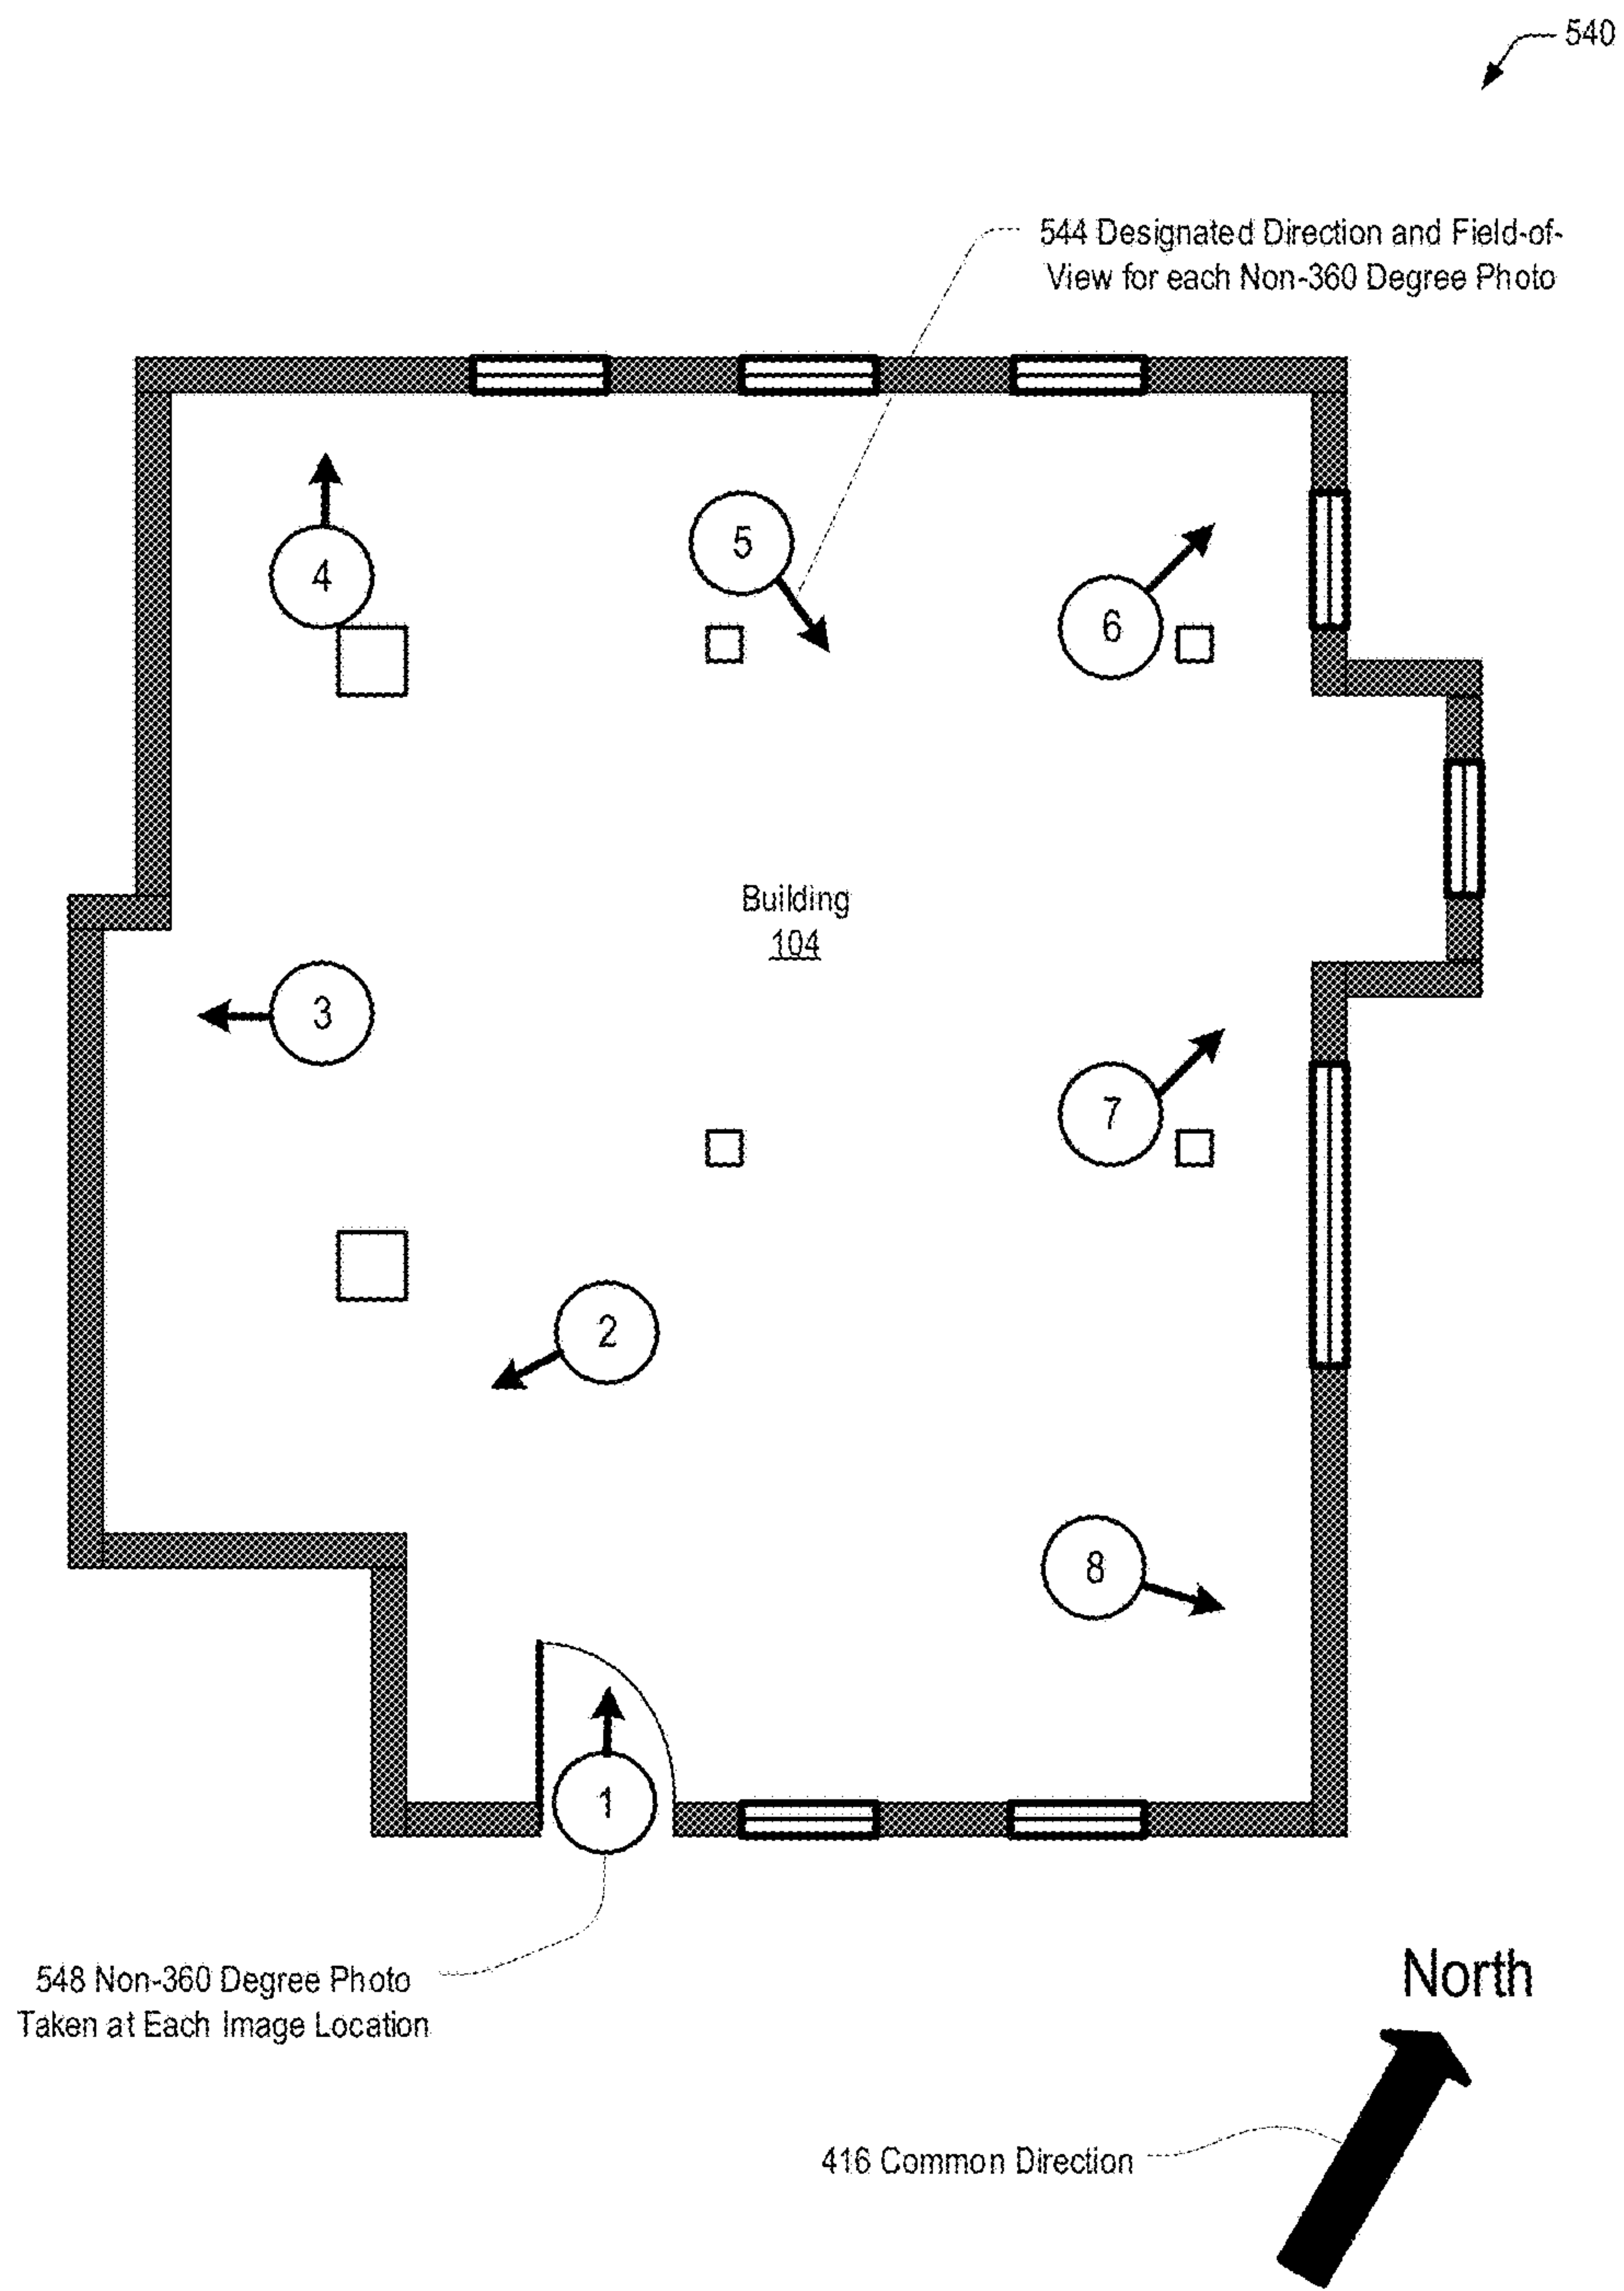 540
544 Designated Direction and Field-of-
View for each Non-360 Degree Photo
5
4
6
Building
104
3
7
2
8
1
548 Non-360 Degree Photo
Taken at Each Image Location
North
416 Common Direction